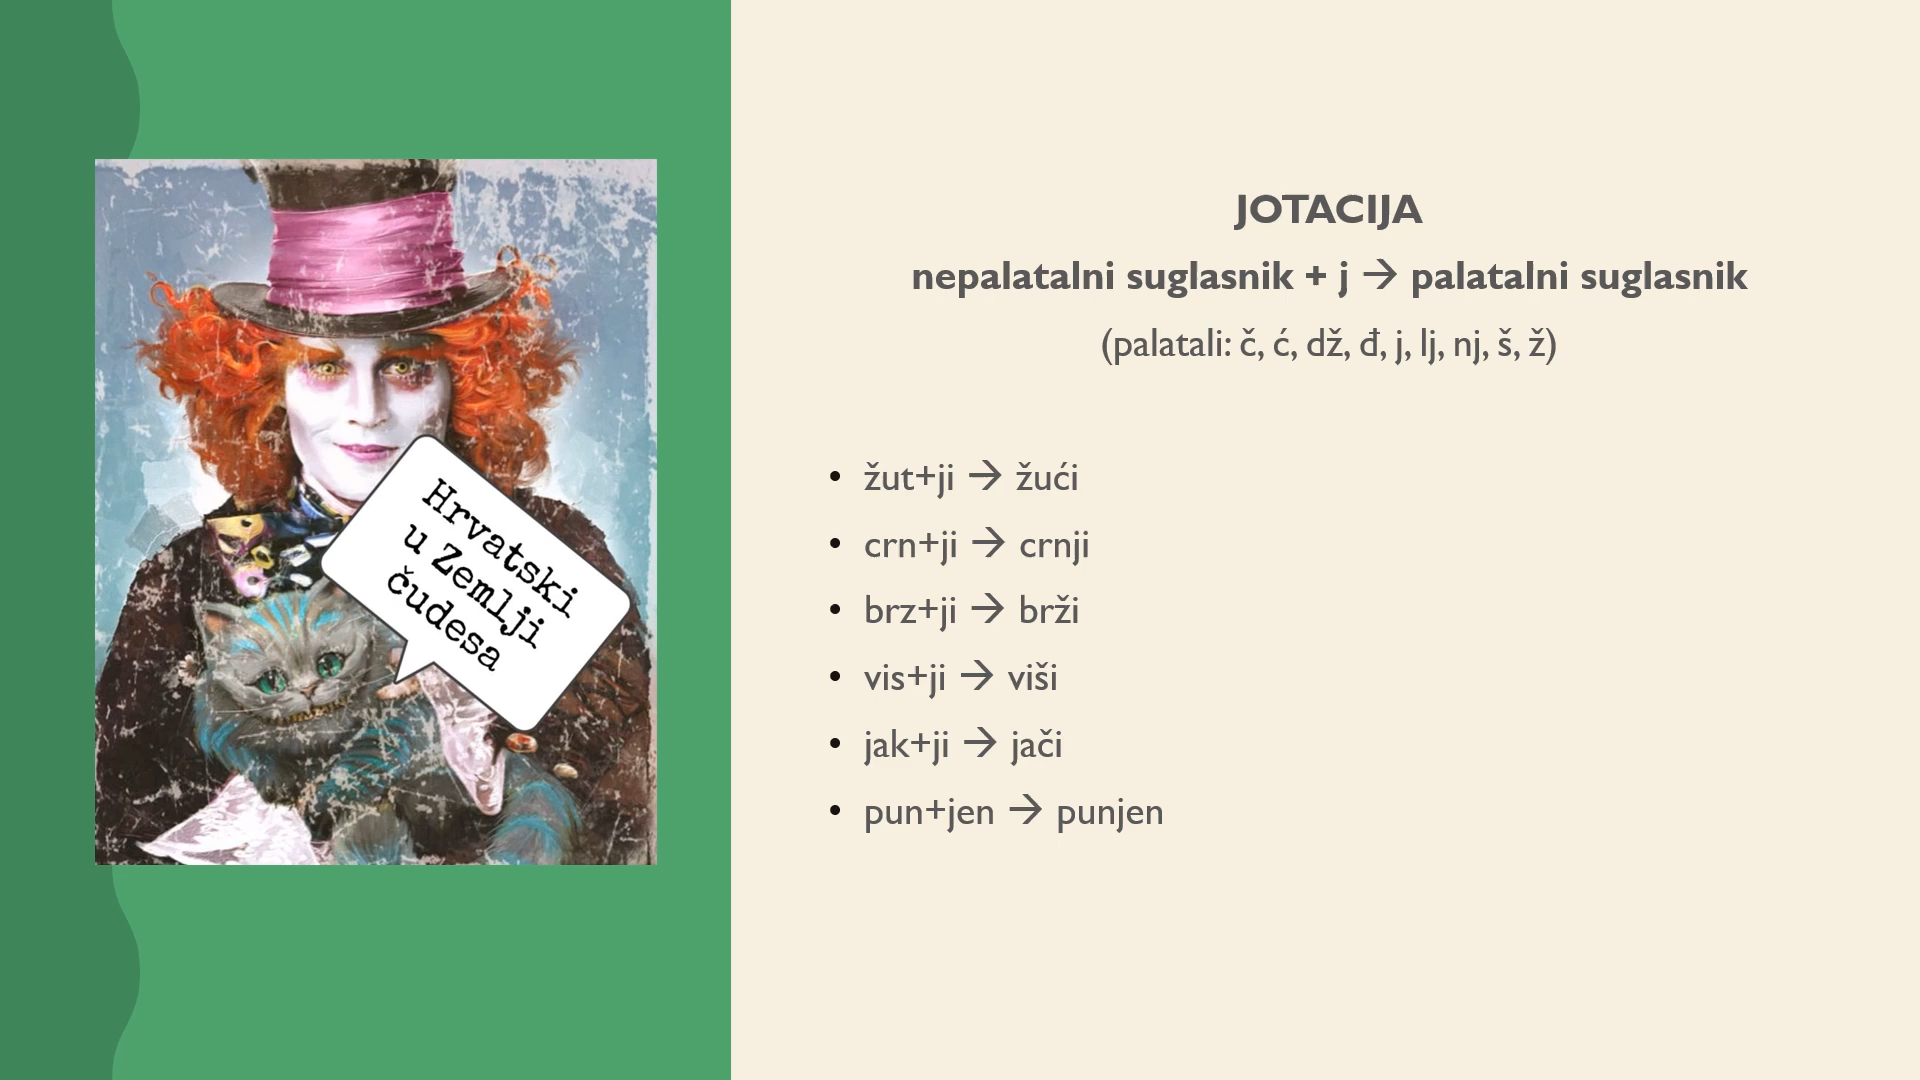 Hrvatski
u Zemlji
čudesa
JOTACIJA
nepalatalni suglasnik + j → palatalni suglasnik
(palatali: č, ć, dž, đ, j, lj, nj, š, ž)
• žut+ji → žući
• crn+ji → crnji
• brz+ji → brži
• vis+ji → viši
• jak+ji → jači
• pun+jen → punjen